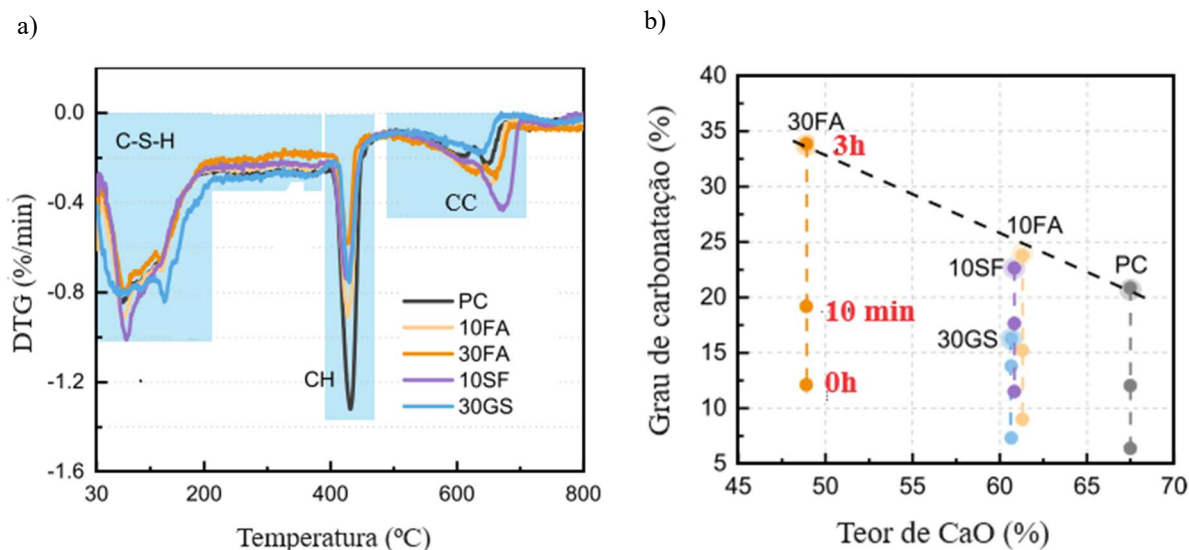 a)
0.0
-0.4
-0.8
-1.2
-1.6
DTG (%/min)
C-S-H
CH
CC
PC
10FA
30FA
10SF
30GS
30
200
400
600
800
Temperatura (ºC)
b)
40
35
30
25
20
15
10
5
Grau de carbonatação (%)
30FA
3h
10 min
0h
10FA
10SF
PC
30GS
45
50
55
60
65
70
Teor de CaO (%)